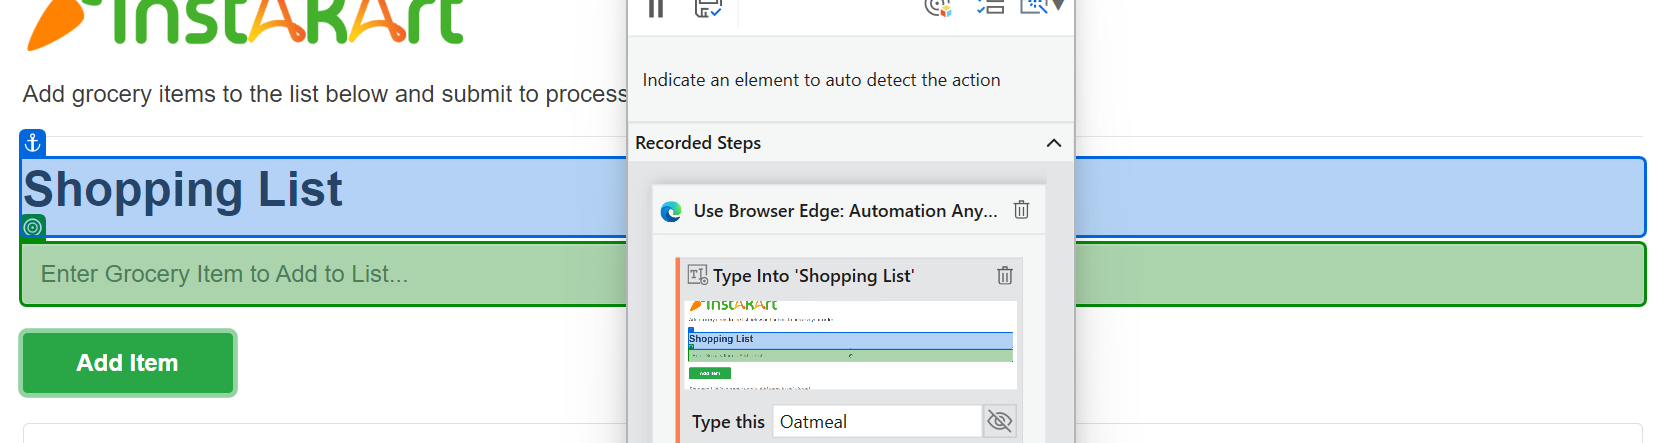 InstAKArt
Add grocery items to the list below and submit to process
Shopping List
Enter Grocery Item to Add to List...
Add Item
Indicate an element to auto detect the action
Recorded Steps
Use Browser Edge: Automation Any...
Type Into 'Shopping List'
InstAKArt
Shopping List
Add Item
Type this
Oatmeal